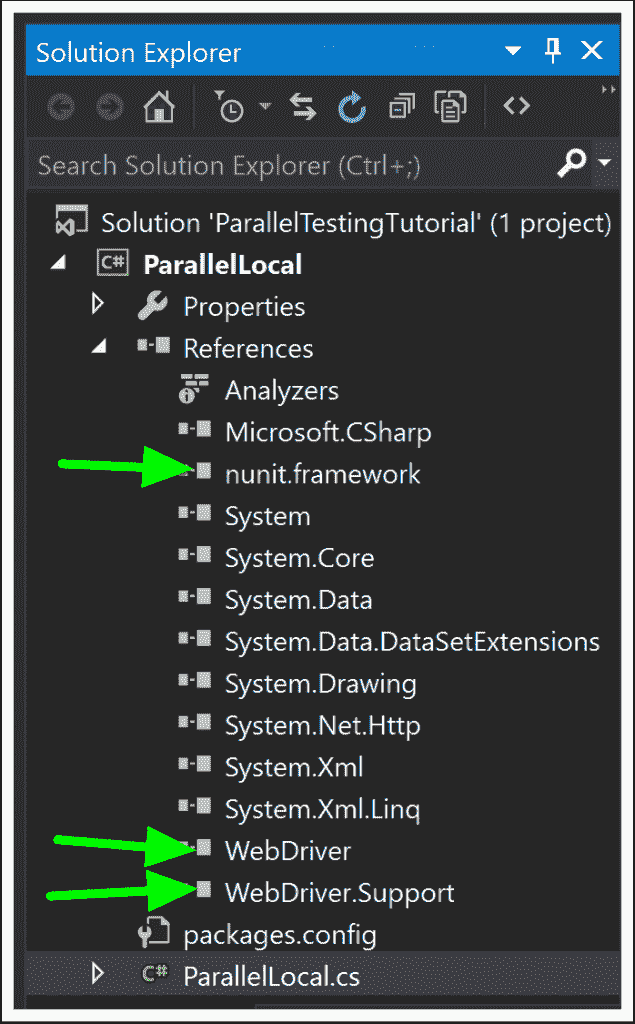 Solution Explorer
Search Solution Explorer (Ctrl+;)
Solution 'ParallelTestingTutorial' (1 project)
C# ParallelLocal
Properties
References
Analyzers
Microsoft.CSharp
nunit.framework
System
System.Core
System.Data
System.Data.DataSetExtensions
System.Drawing
System.Net.Http
System.Xml
System.Xml.Linq
WebDriver
WebDriver.Support
packages.config
C# ParallelLocal.cs